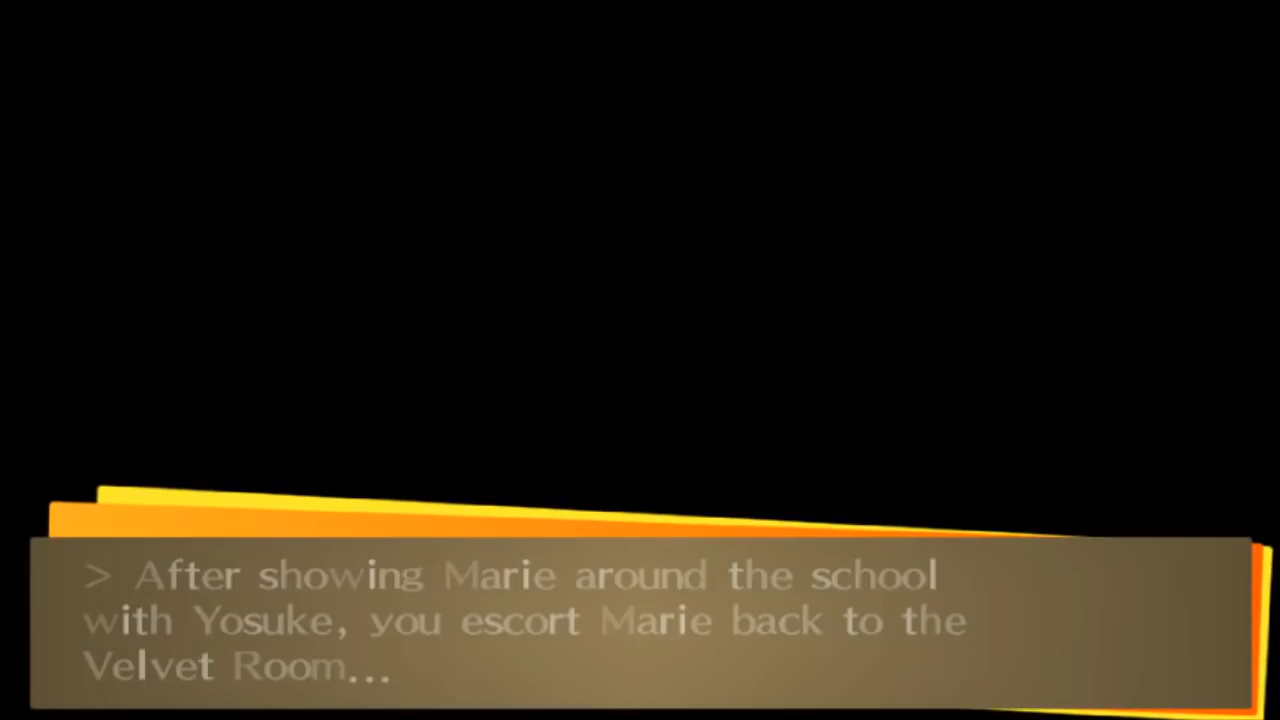 > After showing Marie around the school
with Yosuke, you escort Marie back to the
Velvet Room...